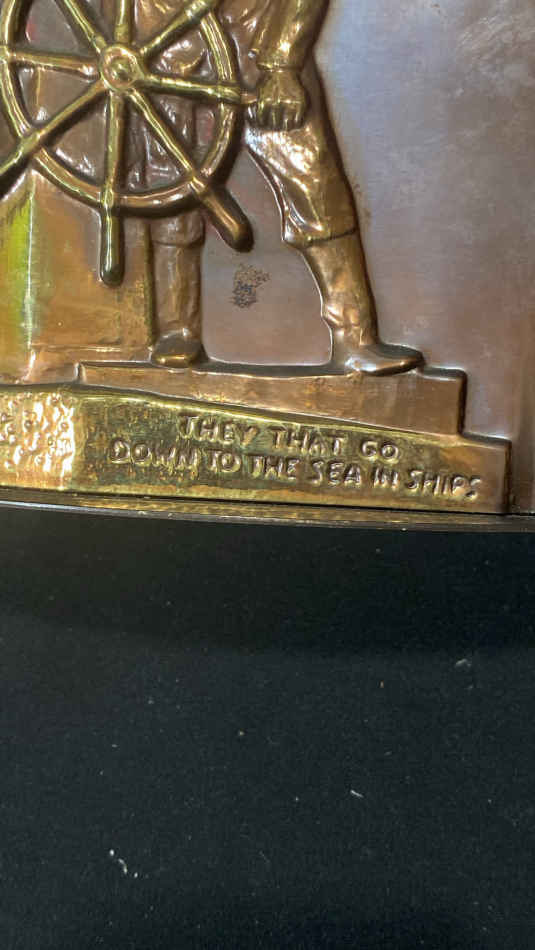 THEY THAT GO
DOWN TO THE SEA IN SHIPS